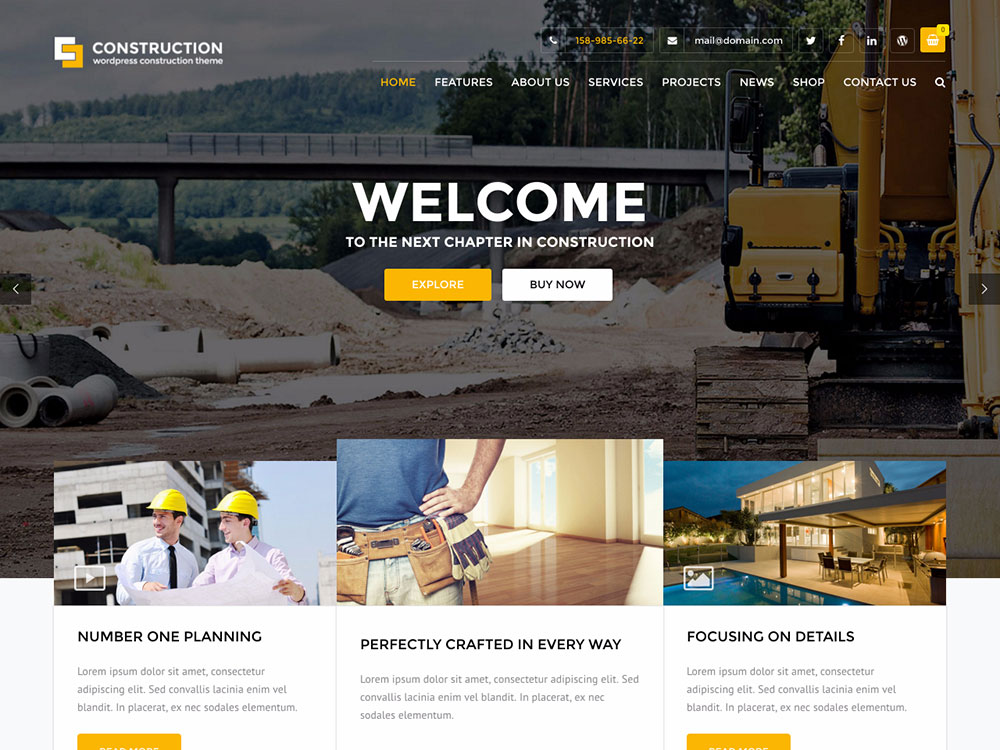 CONSTRUCTION
wordpress construction theme
158-985-66-22
mail@domain.com
0
HOME FEATURES ABOUT US SERVICES PROJECTS NEWS SHOP CONTACT US
WELCOME
TO THE NEXT CHAPTER IN CONSTRUCTION
EXPLORE BUY NOW
NUMBER ONE PLANNING
Lorem ipsum dolor sit amet, consectetur
adipiscing elit. Sed convallis lacinia enim vel
blandit. In placerat, ex nec sodales elementum.
READ MORE
PERFECTLY CRAFTED IN EVERY WAY
Lorem ipsum dolor sit amet, consectetur adipiscing elit. Sed
convallis lacinia enim vel blandit. In placerat, ex nec
sodales elementum.
FOCUSING ON DETAILS
Lorem ipsum dolor sit amet, consectetur
adipiscing elit. Sed convallis lacinia enim vel
blandit. In placerat, ex nec sodales elementum.
READ MORE